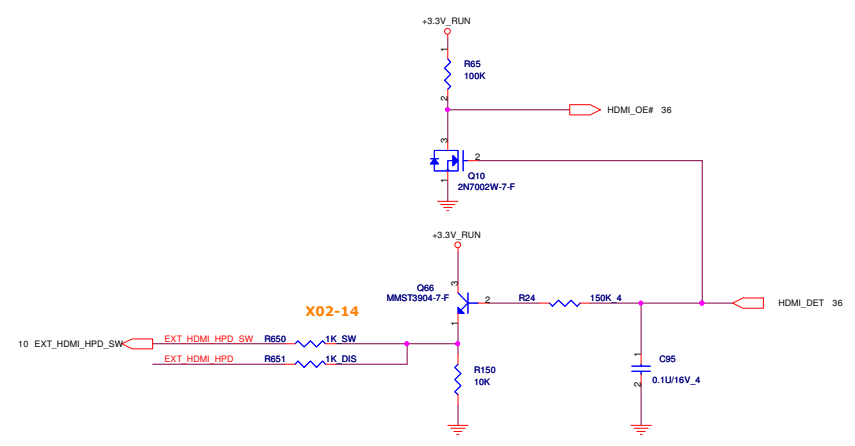 +3.3V_RUN
1
R65
100K
2
HDMI_OE# 36
3
2
1
Q10
2N7002W-7-F
+3.3V_RUN
3
Q66
MMST3904-7-F
2
R24
150K_4
HDMI_DET 36
X02-14
1
10 EXT_HDMI_HPD_SW
EXT_HDMI_HPD_SW
R650
1K_SW
EXT_HDMI_HPD
R651
1K_DIS
R150
10K
1
C95
2
0.1U/16V_4